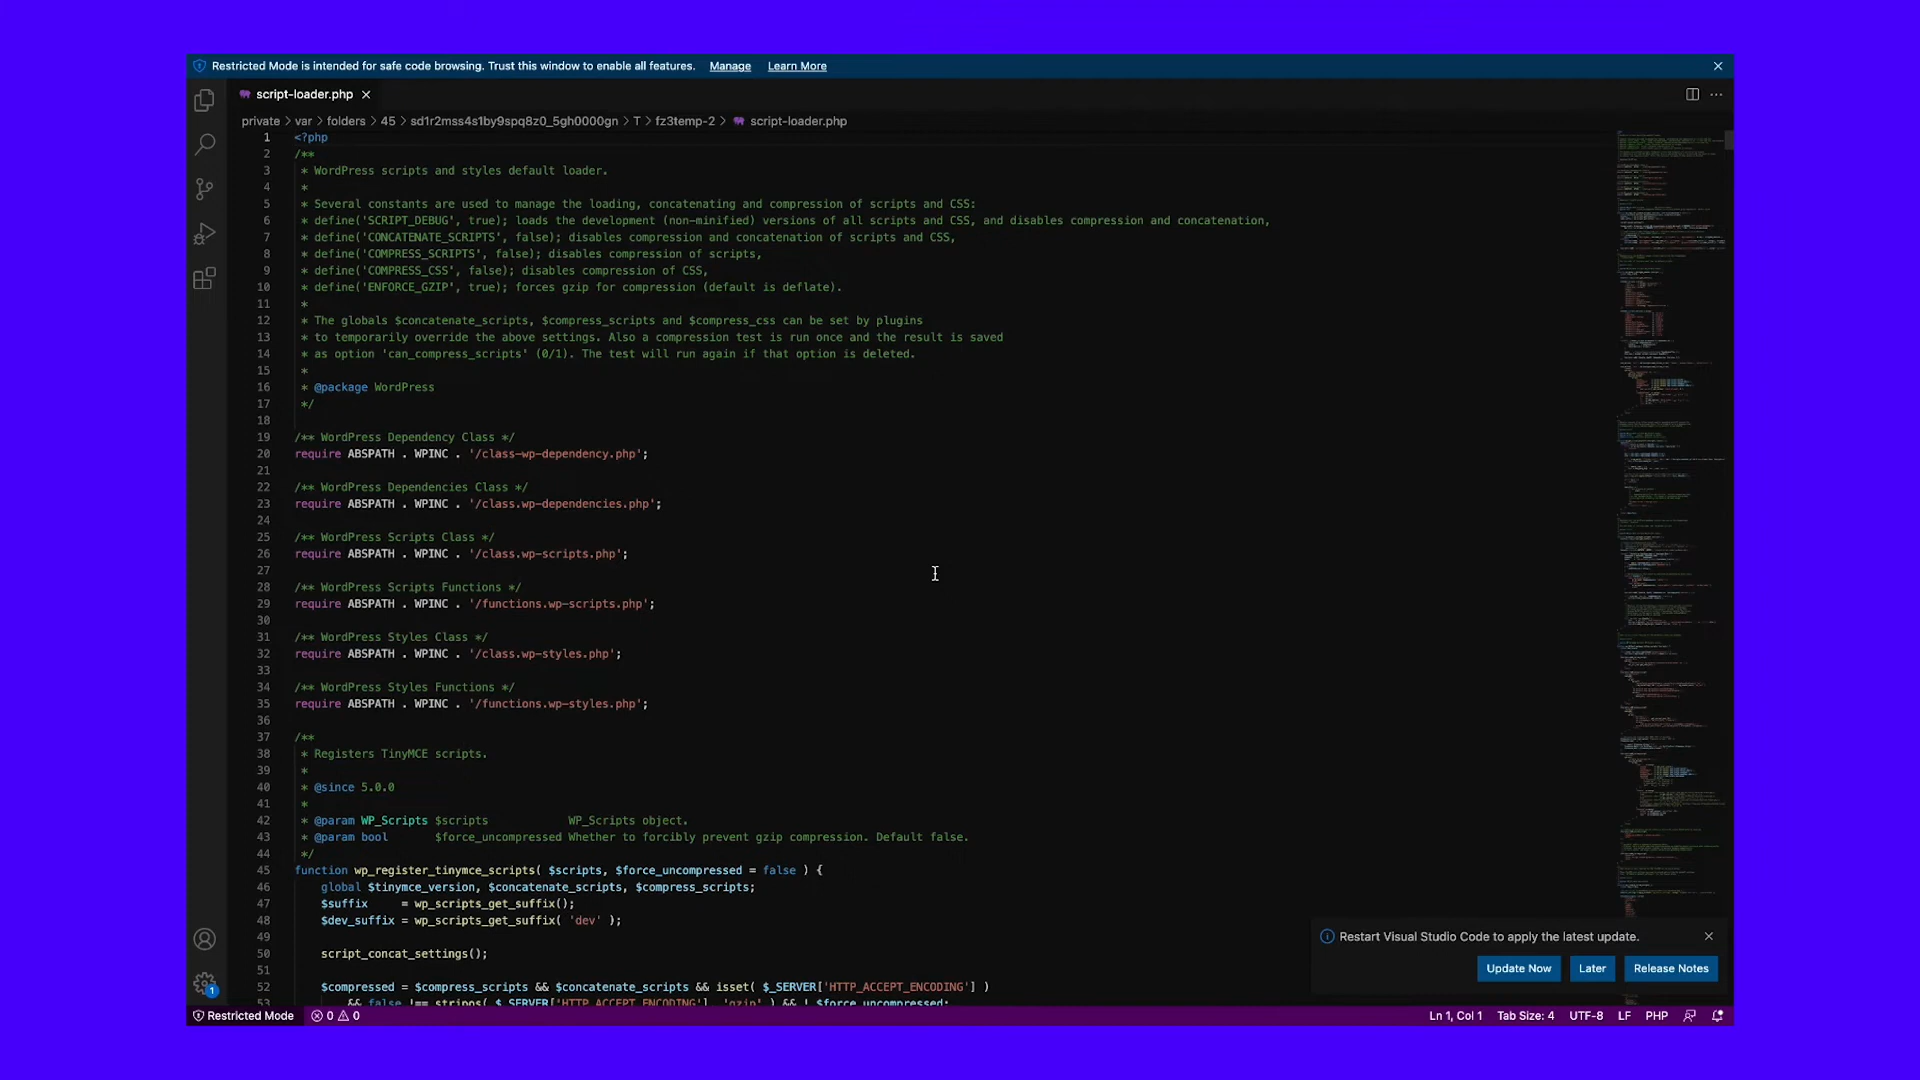 Restricted Mode is intended for safe code browsing. Trust this window to enable all features. Manage Learn More
script-loader.php
private > var > folders > 45 > sd1r2mss4s1by9spq8z0_5gh0000gn > T > fz3temp-2 > script-loader.php
1 <?php
2 /**
3 * WordPress scripts and styles default loader.
4 *
5 * Several constants are used to manage the loading, concatenating and compression of scripts and CSS:
6 * define('SCRIPT_DEBUG', true); loads the development (non-minified) versions of all scripts and CSS, and disables compression and concatenation,
7 * define('CONCATENATE_SCRIPTS', false); disables compression and concatenation of scripts and CSS,
8 * define('COMPRESS_SCRIPTS', false); disables compression of scripts,
9 * define('COMPRESS_CSS', false); disables compression of CSS,
10 * define('ENFORCE_GZIP', true); forces gzip for compression (default is deflate).
11 *
12 * The globals $concatenate_scripts, $compress_scripts and $compress_css can be set by plugins
13 * to temporarily override the above settings. Also a compression test is run once and the result is saved
14 * as option 'can_compress_scripts' (0/1). The test will run again if that option is deleted.
15 *
16 * @package WordPress
17 */
18
19 /** WordPress Dependency Class */
20 require ABSPATH . WPINC . '/class-wp-dependency.php';
21
22 /** WordPress Dependencies Class */
23 require ABSPATH . WPINC . '/class.wp-dependencies.php';
24
25 /** WordPress Scripts Class */
26 require ABSPATH . WPINC . '/class.wp-scripts.php';
27
28 /** WordPress Scripts Functions */
29 require ABSPATH . WPINC . '/functions.wp-scripts.php';
30
31 /** WordPress Styles Class */
32 require ABSPATH . WPINC . '/class.wp-styles.php';
33
34 /** WordPress Styles Functions */
35 require ABSPATH . WPINC . '/functions.wp-styles.php';
36
37 /**
38 * Registers TinyMCE scripts.
39 *
40 * @since 5.0.0
41 *
42 * @param WP_Scripts $scripts WP_Scripts object.
43 * @param bool $force_uncompressed Whether to forcibly prevent gzip compression. Default false.
44 */
45 function wp_register_tinymce_scripts( $scripts, $force_uncompressed = false ) {
46 global $tinymce_version, $concatenate_scripts, $compress_scripts;
47 $suffix = wp_scripts_get_suffix();
48 $dev_suffix = wp_scripts_get_suffix( 'dev' );
49
50 script_concat_settings();
51
52 $compressed = $compress_scripts && $concatenate_scripts && isset( $_SERVER['HTTP_ACCEPT_ENCODING'] )
53 && false !== stripos( $_SERVER['HTTP_ACCEPT_ENCODING'], 'gzip' ) && ! $force_uncompressed;
Restart Visual Studio Code to apply the latest update.
Update Now Later Release Notes
1
Restricted Mode 0 0 Ln 1, Col 1 Tab Size: 4 UTF-8 LF PHP